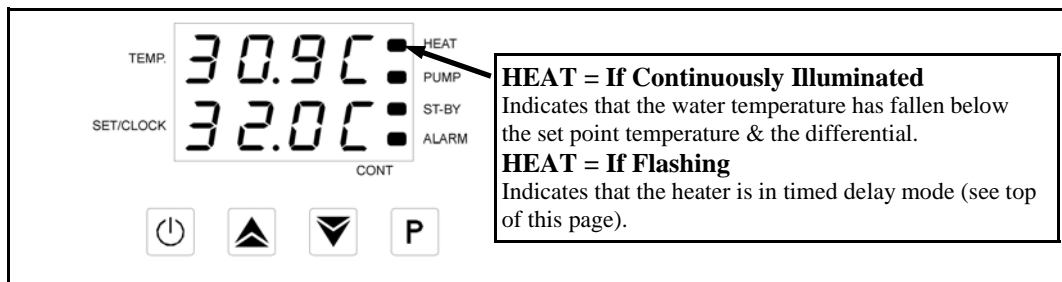 TEMP.
30.9C
HEAT
PUMP
SET/CLOCK
32.0C
ST-BY
ALARM
CONT
P
HEAT = If Continuously Illuminated
Indicates that the water temperature has fallen below
the set point temperature & the differential.
HEAT = If Flashing
Indicates that the heater is in timed delay mode (see top
of this page).